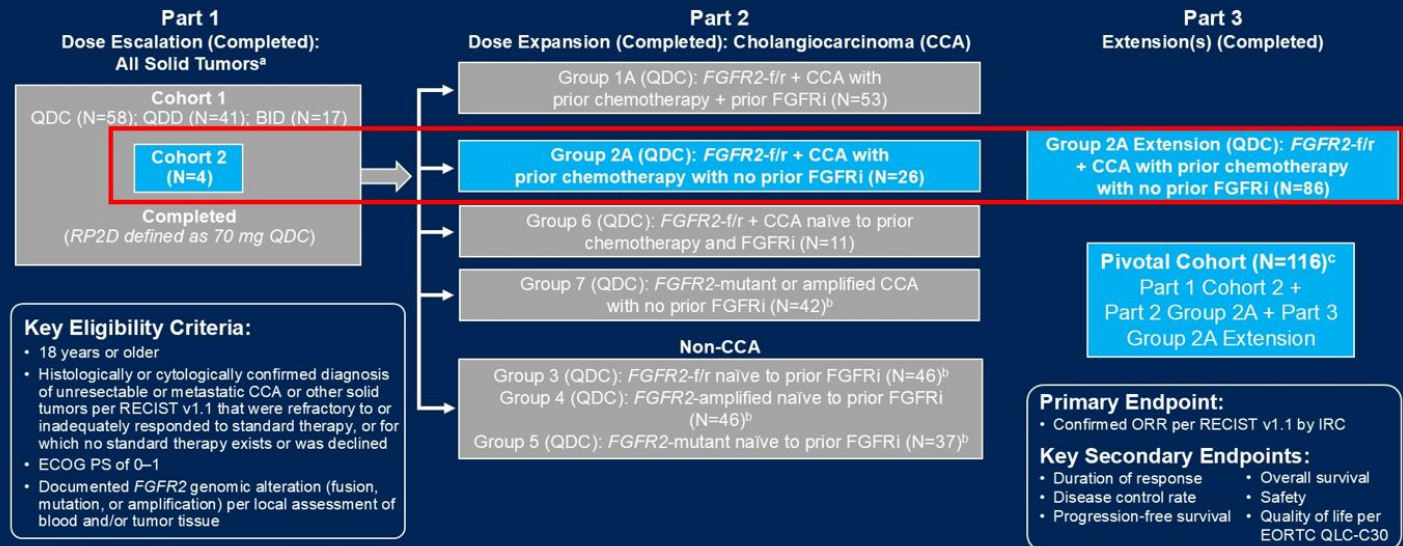 Part 1
Dose Escalation (Completed):
All Solid Tumorsᵃ
Cohort 1
QDC (N=58); QDD (N=41); BID (N=17)
Cohort 2
(N=4)
Completed
(RP2D defined as 70 mg QDC)
Key Eligibility Criteria:
• 18 years or older
• Histologically or cytologically confirmed diagnosis
of unresectable or metastatic CCA or other solid
tumors per RECIST v1.1 that were refractory to or
inadequately responded to standard therapy, or for
which no standard therapy exists or was declined
• ECOG PS of 0–1
• Documented FGFR2 genomic alteration (fusion,
mutation, or amplification) per local assessment of
blood and/or tumor tissue
Part 2
Dose Expansion (Completed): Cholangiocarcinoma (CCA)
Group 1A (QDC): FGFR2-f/r + CCA with
prior chemotherapy + prior FGFRi (N=53)
Group 2A (QDC): FGFR2-f/r + CCA with
prior chemotherapy with no prior FGFRi (N=26)
Group 6 (QDC): FGFR2-f/r + CCA naïve to prior
chemotherapy and FGFRi (N=11)
Group 7 (QDC): FGFR2-mutant or amplified CCA
with no prior FGFRi (N=42)ᵇ
Non-CCA
Group 3 (QDC): FGFR2-f/r naïve to prior FGFRi (N=46)ᵇ
Group 4 (QDC): FGFR2-amplified naïve to prior FGFRi
(N=46)ᵇ
Group 5 (QDC): FGFR2-mutant naïve to prior FGFRi (N=37)ᵇ
Part 3
Extension(s) (Completed)
Group 2A Extension (QDC): FGFR2-f/r
+ CCA with prior chemotherapy
with no prior FGFRi (N=86)
Pivotal Cohort (N=116)ᶜ
Part 1 Cohort 2 +
Part 2 Group 2A + Part 3
Group 2A Extension
Primary Endpoint:
• Confirmed ORR per RECIST v1.1 by IRC
Key Secondary Endpoints:
• Duration of response
• Disease control rate
• Progression-free survival
• Overall survival
• Safety
• Quality of life per
EORTC QLC-C30